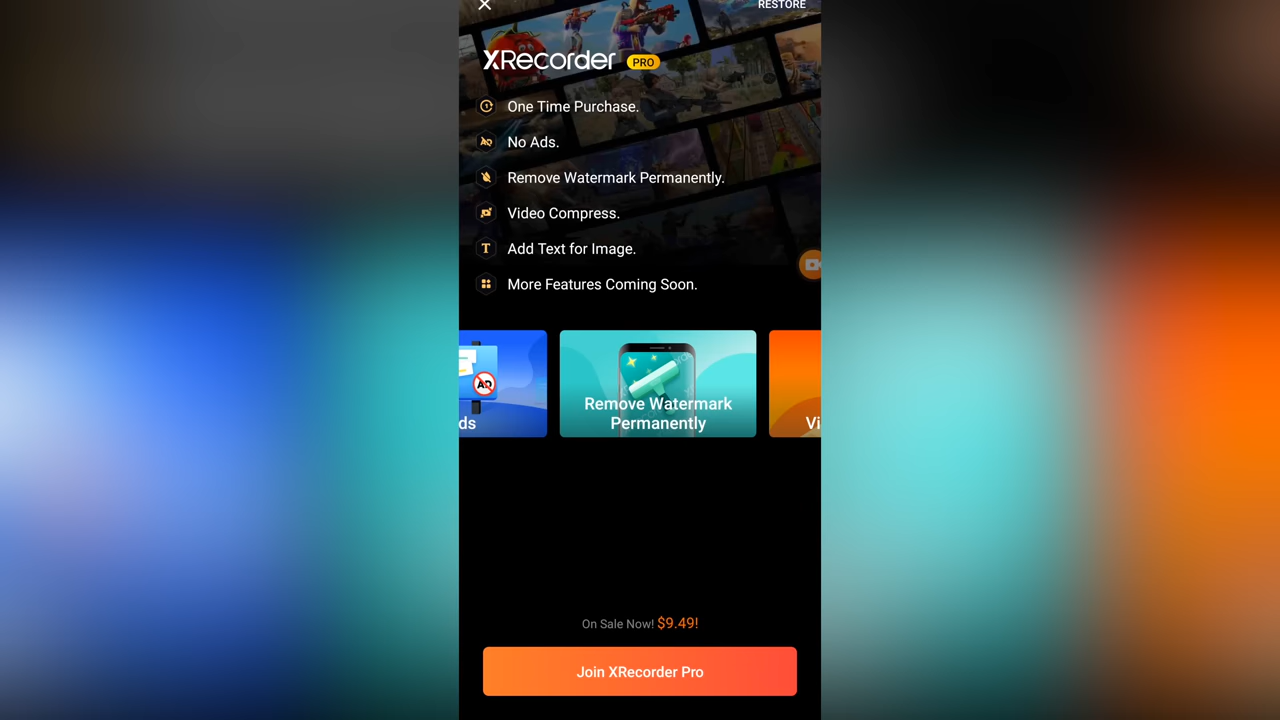 RESTORE
XRecorder PRO
One Time Purchase.
No Ads.
Remove Watermark Permanently.
Video Compress.
T Add Text for Image.
More Features Coming Soon.
AD
ds
Remove Watermark
Permanently
Vi
On Sale Now! $9.49!
Join XRecorder Pro